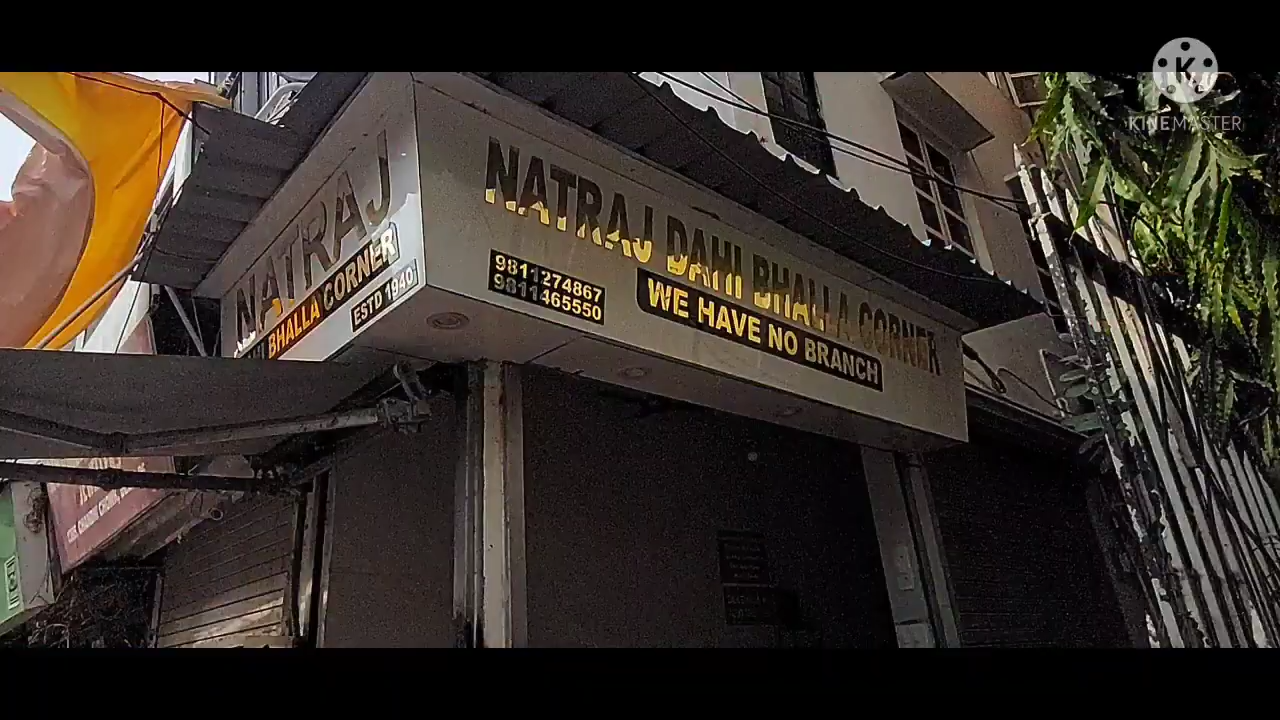 KINEMASTER
NATRAJ
BHALLA CORNER
ESTD 1940
NATRAJ DAHI BHALLA CORNER
9811274867
9811465550
WE HAVE NO BRANCH